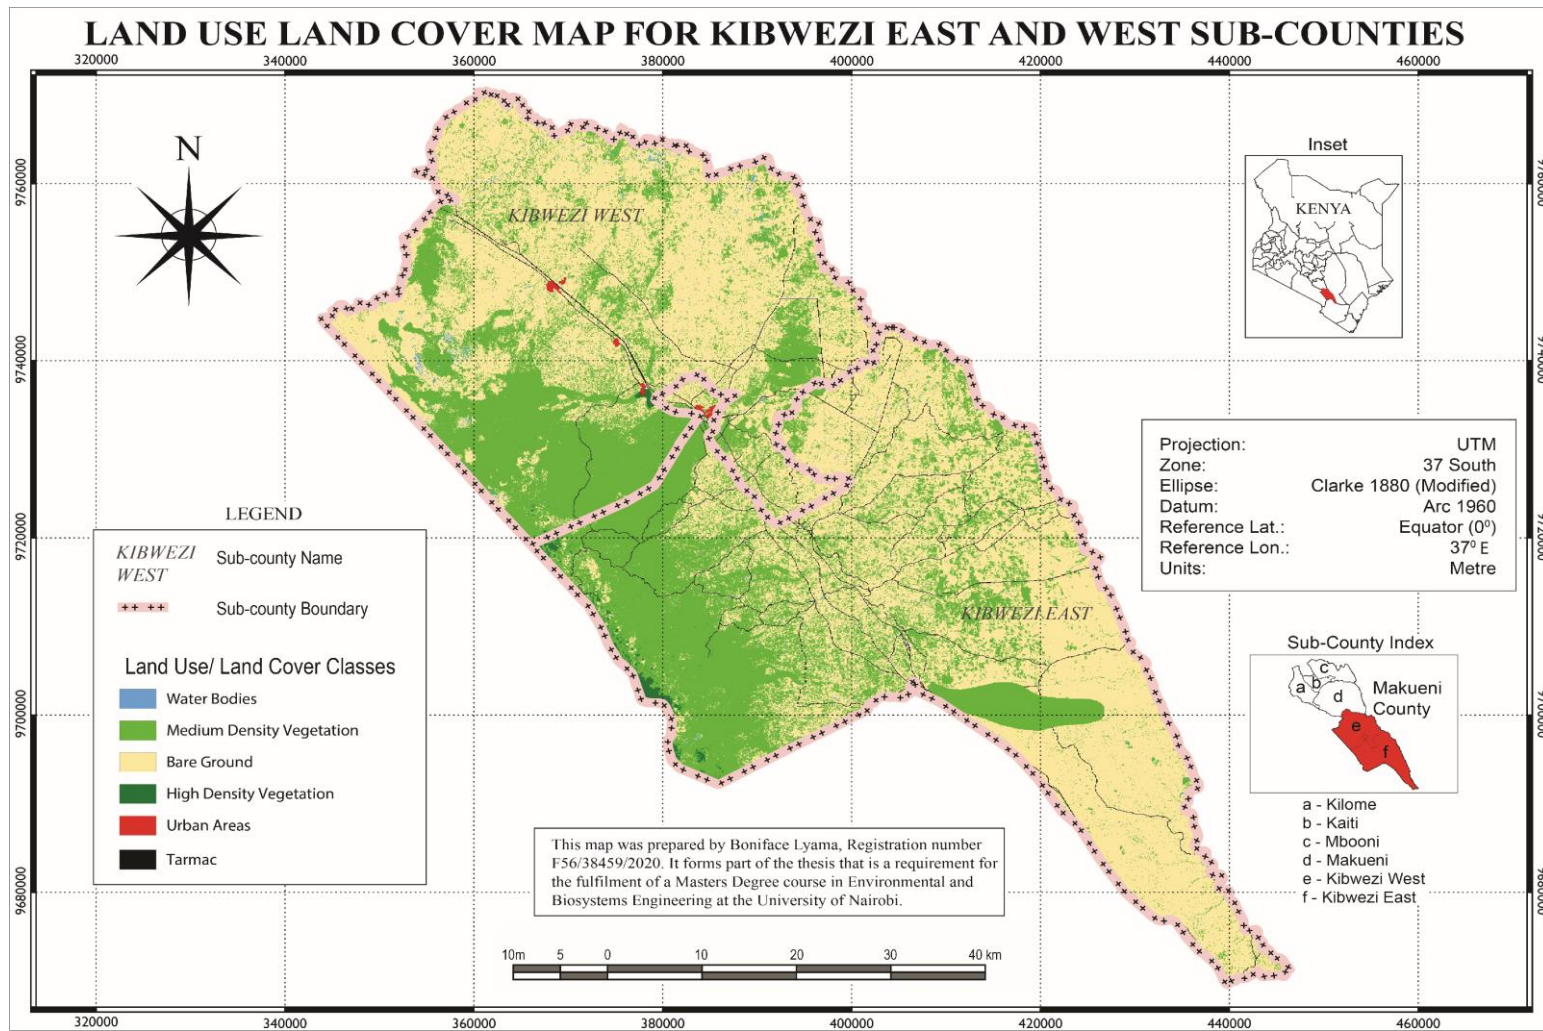 LAND USE LAND COVER MAP FOR KIBWEZI EAST AND WEST SUB-COUNTIES
320000 340000 360000 380000 400000 420000 440000 460000
9760000
9740000
9720000
9700000
9680000
N
KIBWEZI WEST
KIBWEZI EAST
Inset
KENYA
9760000
9740000
9720000
9700000
9680000
Projection: UTM
Zone: 37 South
Ellipse: Clarke 1880 (Modified)
Datum: Arc 1960
Reference Lat.: Equator (0⁰)
Reference Lon.: 37⁰ E
Units: Metre
LEGEND
KIBWEZI
WEST
Sub-county Name
Sub-county Boundary
Land Use/ Land Cover Classes
Water Bodies
Medium Density Vegetation
Bare Ground
High Density Vegetation
Urban Areas
Tarmac
Sub-County Index
Makueni
County
a
b
c
d
e
f
a - Kilome
b - Kaiti
c - Mbooni
d - Makueni
e - Kibwezi West
f - Kibwezi East
This map was prepared by Boniface Lyama, Registration number
F56/38459/2020. It forms part of the thesis that is a requirement for
the fulfilment of a Masters Degree course in Environmental and
Biosystems Engineering at the University of Nairobi.
10m 5 0 10 20 30 40 km
320000 340000 360000 380000 400000 420000 440000 460000